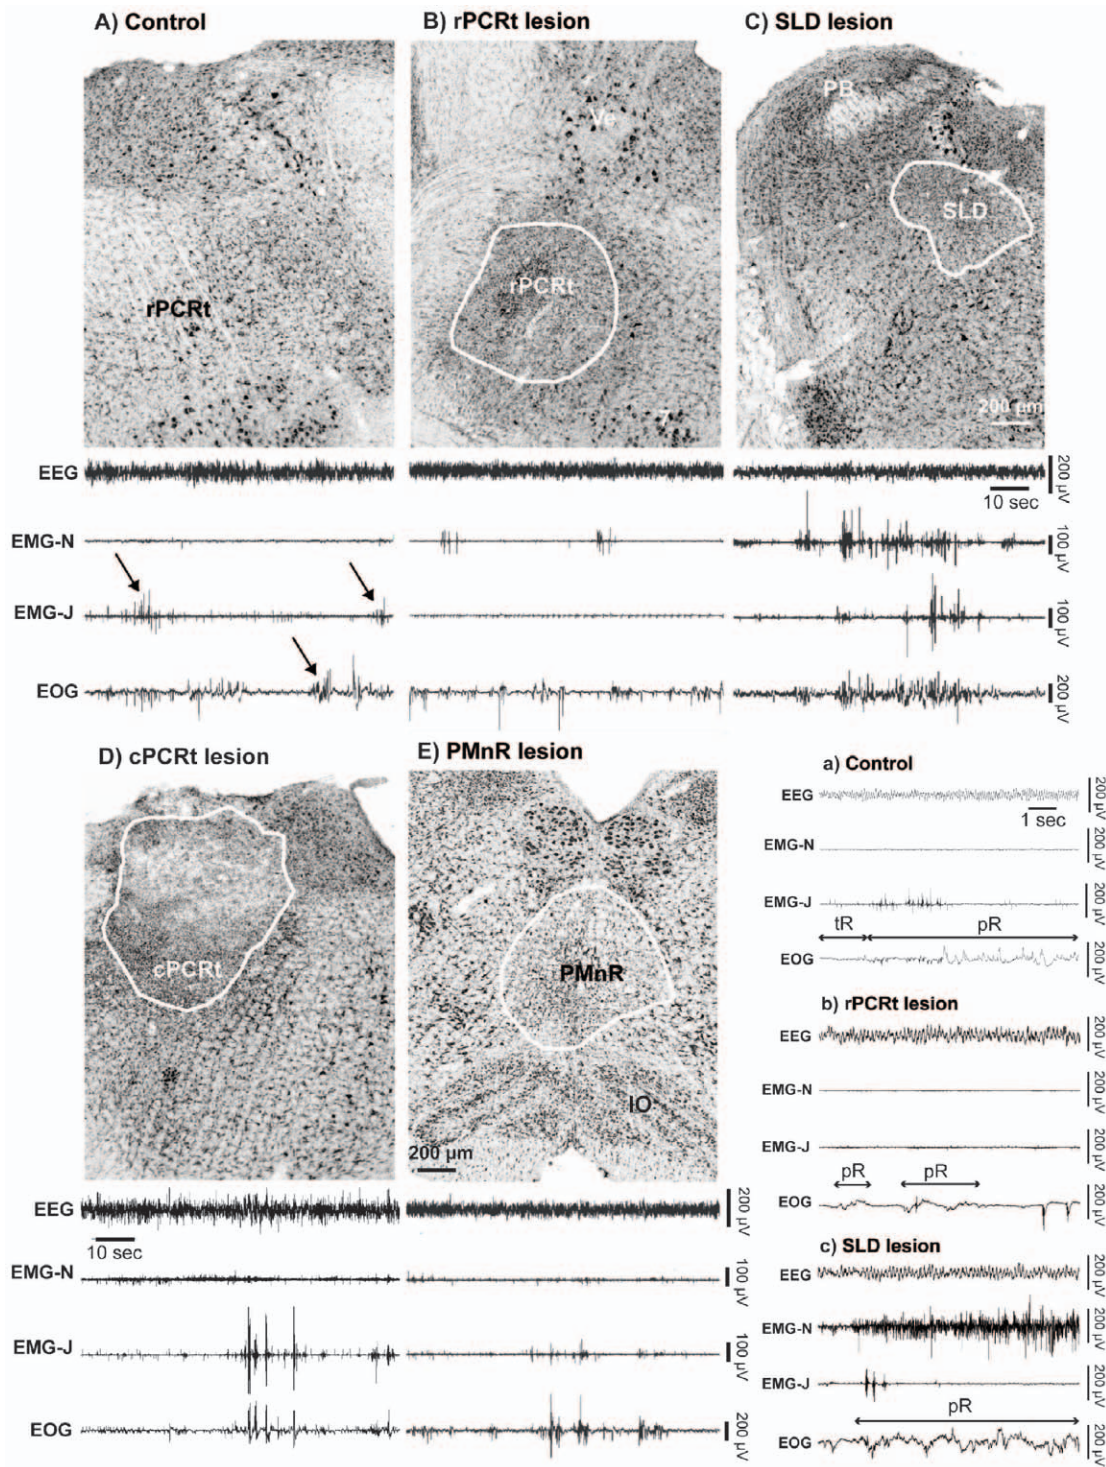 A) Control
B) rPCRt lesion
C) SLD lesion
rPCRt
Ve
rPCRt
7
PB
SLD
200 µm
EEG
200 µV
10 sec
EMG-N
100 µV
EMG-J
100 µV
EOG
200 µV
D) cPCRt lesion
E) PMnR lesion
cPCRt
PMnR
IO
200 µm
EEG
200 µV
10 sec
EMG-N
100 µV
EMG-J
100 µV
EOG
200 µV
a) Control
EEG
200 µV
1 sec
EMG-N
200 µV
EMG-J
200 µV
tR
pR
EOG
200 µV
b) rPCRt lesion
EEG
200 µV
EMG-N
200 µV
EMG-J
200 µV
pR
pR
EOG
200 µV
c) SLD lesion
EEG
200 µV
EMG-N
200 µV
EMG-J
200 µV
pR
EOG
200 µV